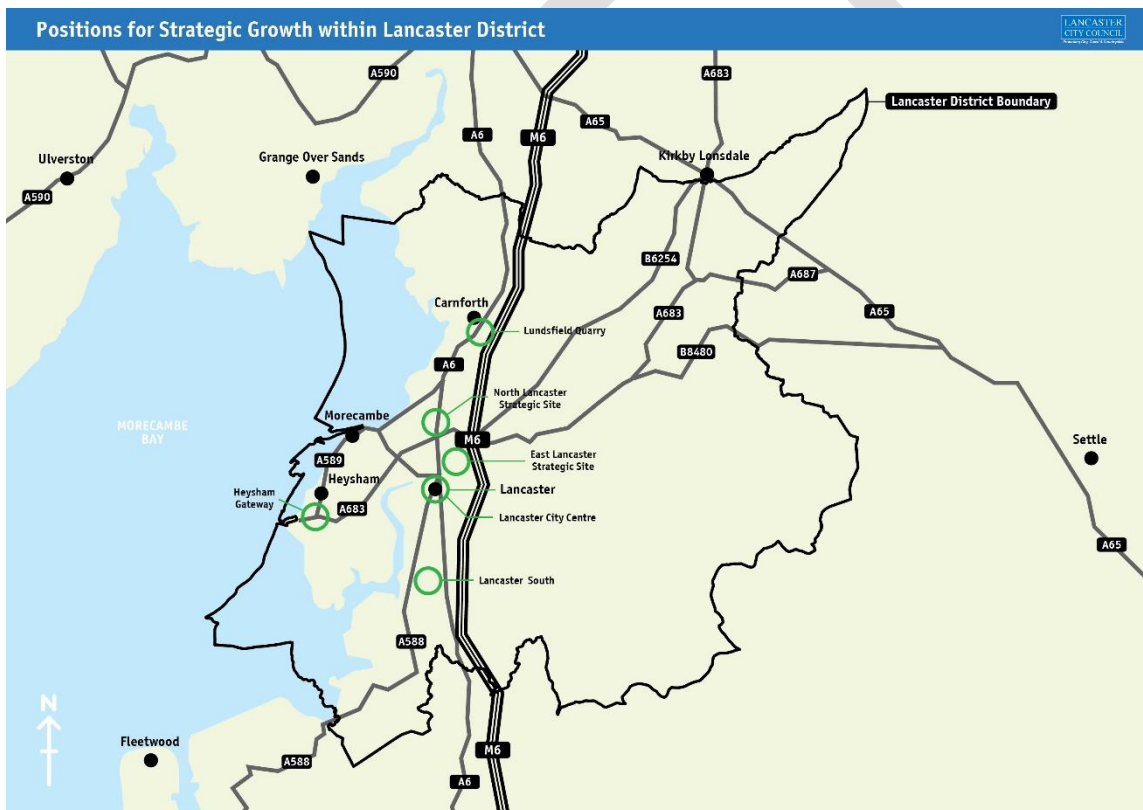 Positions for Strategic Growth within Lancaster District
LANCASTER
CITY COUNCIL
A590
A683
Lancaster District Boundary
A6
M6
A65
Ulverston
Grange Over Sands
Kirkby Lonsdale
A590
B6254
A687
Carnforth
A683
A65
Lundsfield Quarry
B8480
A6
North Lancaster
Strategic Site
Morecambe
MORECAMBE
BAY
M6
Settle
A589
East Lancaster
Strategic Site
Heysham
Lancaster
Heysham
Gateway
A683
Lancaster City Centre
A65
Lancaster South
A588
N
Fleetwood
M6
A588
A6